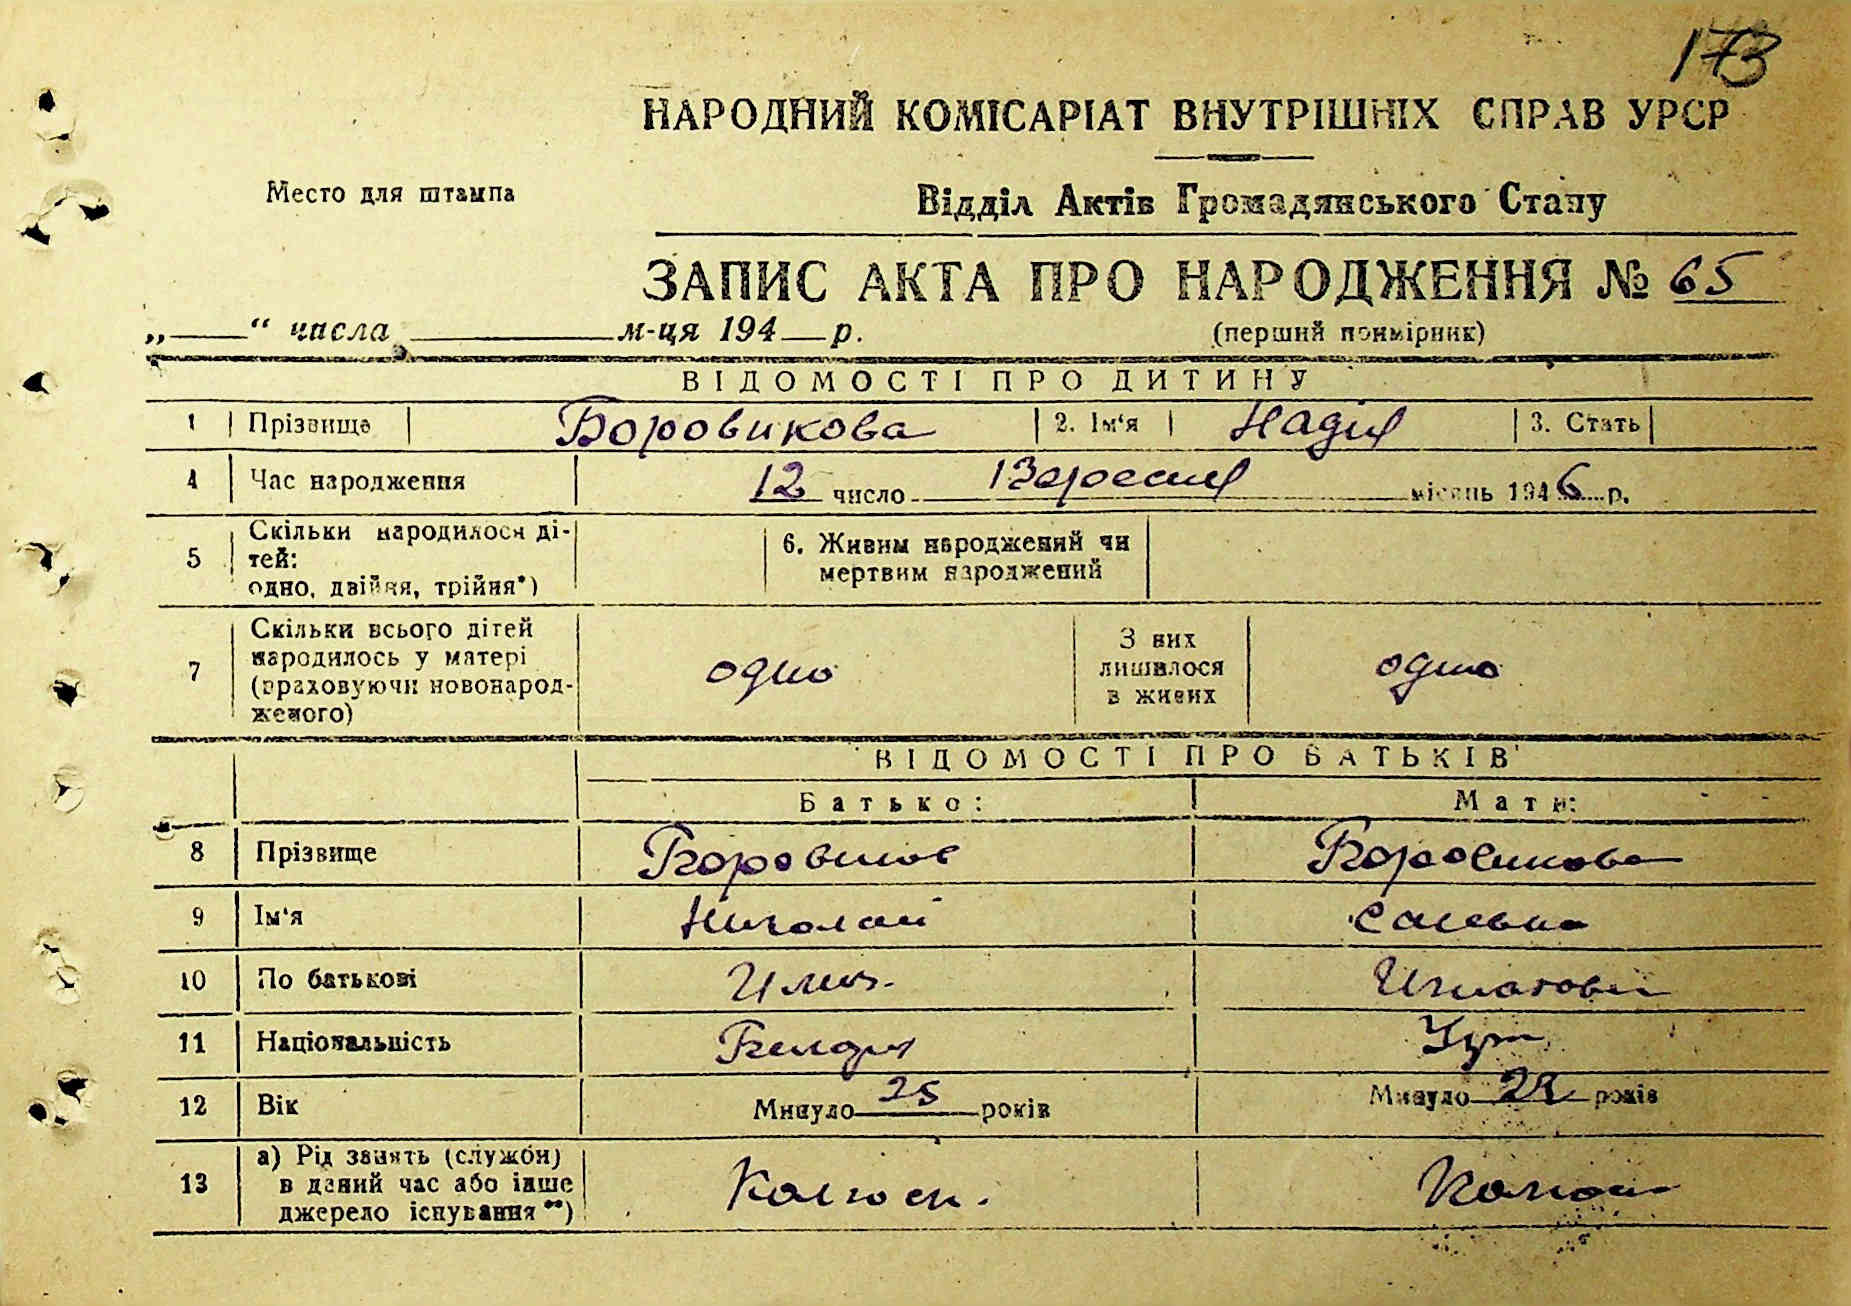 173
НАРОДНИЙ КОМІСАРІАТ ВНУТРІШНІХ СПРАВ УРСР
Место для штампа
Відділ Актів Громадянського Стану
ЗАПИС АКТА ПРО НАРОДЖЕННЯ № 65
„ “ числа м-ця 194 р.
(перший примірник)
ВІДОМОСТІ ПРО ДИТИНУ
1 Прізвище Боровикова 2. Ім'я Надія 3. Стать
4 Час народження 12 число Вересня місяць 1946 р.
5 Скільки народилося ді-
тей:
одно, двійня, трійня*)
6. Живим народжений чи
мертвим народжений
7 Скільки всього дітей
народилось у матері
(враховуючи новонарод-
женого)
одно
З них
лишилося
в живих
одно
ВІДОМОСТІ ПРО БАТЬКІВ
Батько: Мати:
8 Прізвище Боровиков Боровикова
9 Ім'я Николай
10 По батькові
11 Національність
12 Вік Минуло 25 років Минуло років
13 а) Рід занять (служби)
в даний час або інше
джерело існування**)